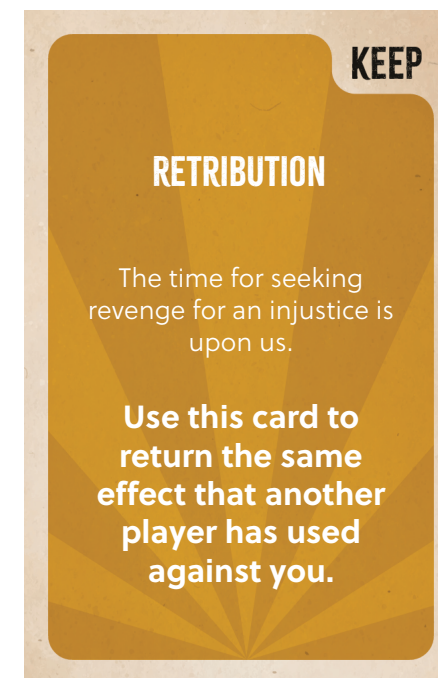 KEEP
RETRIBUTION
The time for seeking
revenge for an injustice is
upon us.
Use this card to
return the same
effect that another
player has used
against you.